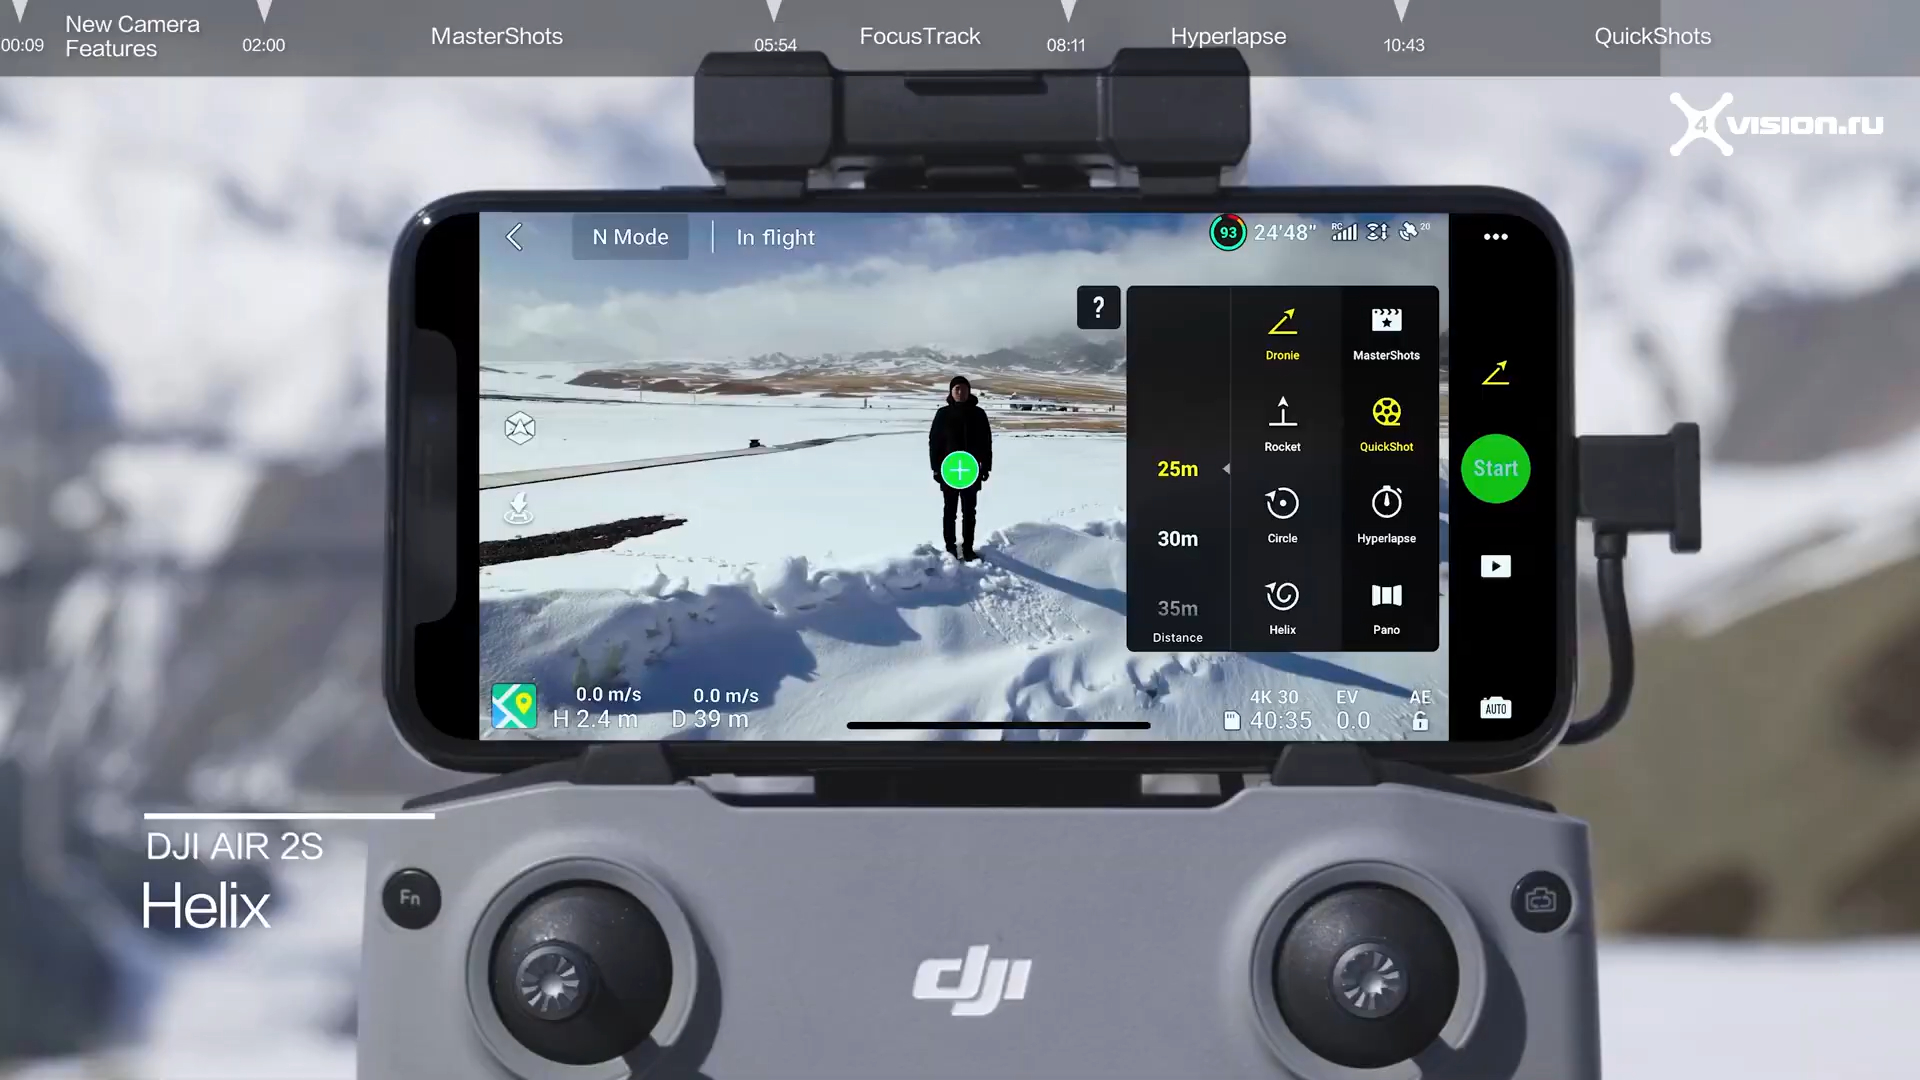 New Camera
Features
MasterShots
FocusTrack
Hyperlapse
QuickShots
00:09
02:00
05:54
08:11
10:43
4vision.ru
N Mode
In flight
93
24'48"
RC
20
?
Dronie
MasterShots
Rocket
QuickShot
25m
Start
30m
Circle
Hyperlapse
35m
Distance
Helix
Pano
0.0 m/s
0.0 m/s
H 2.4 m
D 39 m
4K 30
EV
AE
40:35
0.0
AUTO
DJI AIR 2S
Helix
Fn
dji